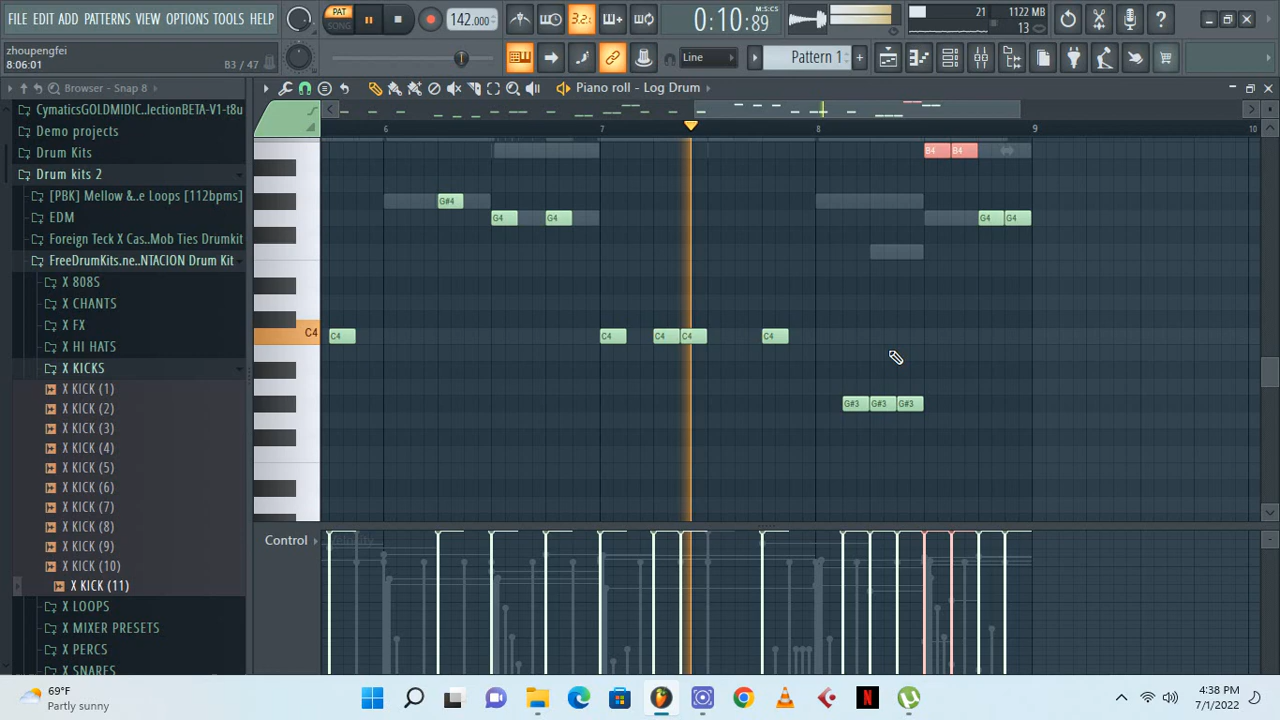 FILE EDIT ADD PATTERNS VIEW OPTIONS TOOLS HELP
PAT
SONG
142.000
3.2
0:10:89
M:S:CS
21
1122 MB
13
zhoupengfei
8:06:01
B3 / 47
Line
Pattern 1
Browser - Snap 8
Piano roll - Log Drum
CymaticsGOLDMIDIC_lectionBETA-V1-t8u
Demo projects
Drum Kits
Drum kits 2
[PBK] Mellow &..e Loops [112bpms]
EDM
Foreign Teck X Cas..Mob Ties Drumkit
FreeDrumKits.ne..NTACION Drum Kit
X 808S
X CHANTS
X FX
X HI HATS
X KICKS
X KICK (1)
X KICK (2)
X KICK (3)
X KICK (4)
X KICK (5)
X KICK (6)
X KICK (7)
X KICK (8)
X KICK (9)
X KICK (10)
X KICK (11)
X LOOPS
X MIXER PRESETS
X PERCS
X SNARES
6 7 8 9 10
B4 B4
G#4
G4 G4 G4 G4
C4
C4 C4 C4 C4 C4
G#3 G#3 G#3
Control
Velocity
69°F
Partly sunny
4:38 PM
7/1/2022